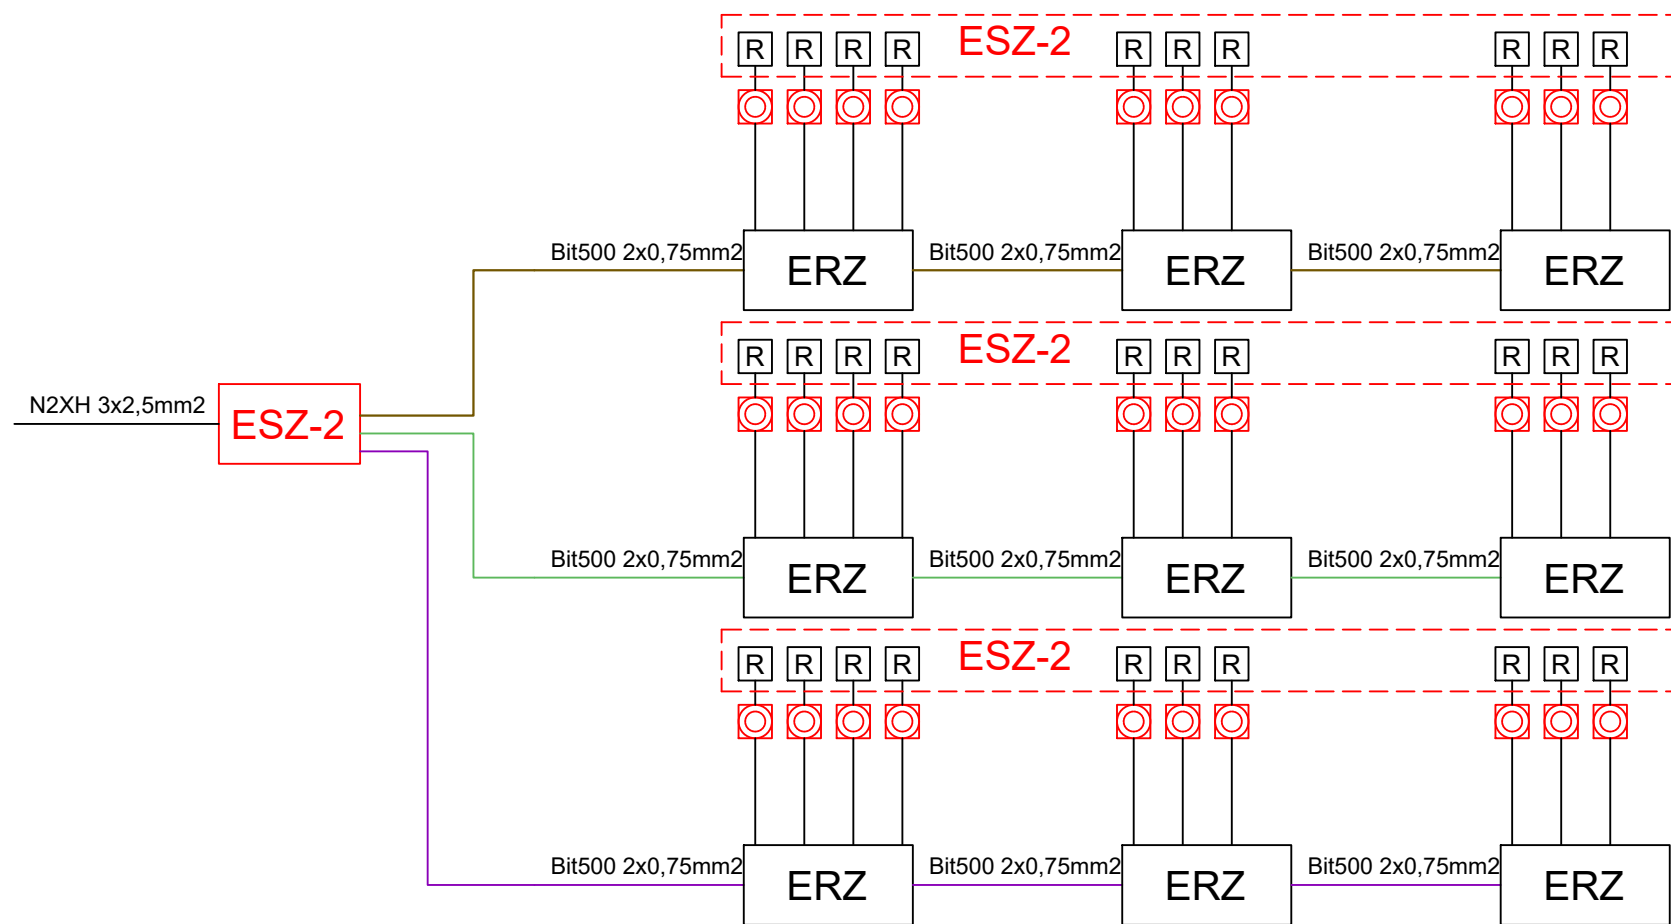 R R R R ESZ-2 R R R R R R
Bit500 2x0,75mm2 ERZ Bit500 2x0,75mm2 ERZ Bit500 2x0,75mm2 ERZ
R R R R ESZ-2 R R R R R R
N2XH 3x2,5mm2 ESZ-2
Bit500 2x0,75mm2 ERZ Bit500 2x0,75mm2 ERZ Bit500 2x0,75mm2 ERZ
R R R R ESZ-2 R R R R R R
Bit500 2x0,75mm2 ERZ Bit500 2x0,75mm2 ERZ Bit500 2x0,75mm2 ERZ